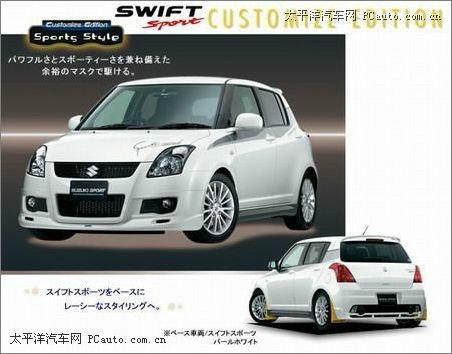 SWIFT Sport CUSTOMIZE EDITION
太平洋汽车网 PCauto.com.cn
Customize Edition
Sports Style
パワフルさとスポーティーさを兼ね備えた
余裕のマスクで駆ける。
SUZUKI SPORT
スイフトスポーツをベースに
レーシーなスタイリングへ。
※ベース車両/スイフトスポーツ
パールホワイト
太平洋汽车网 PCauto.com.cn